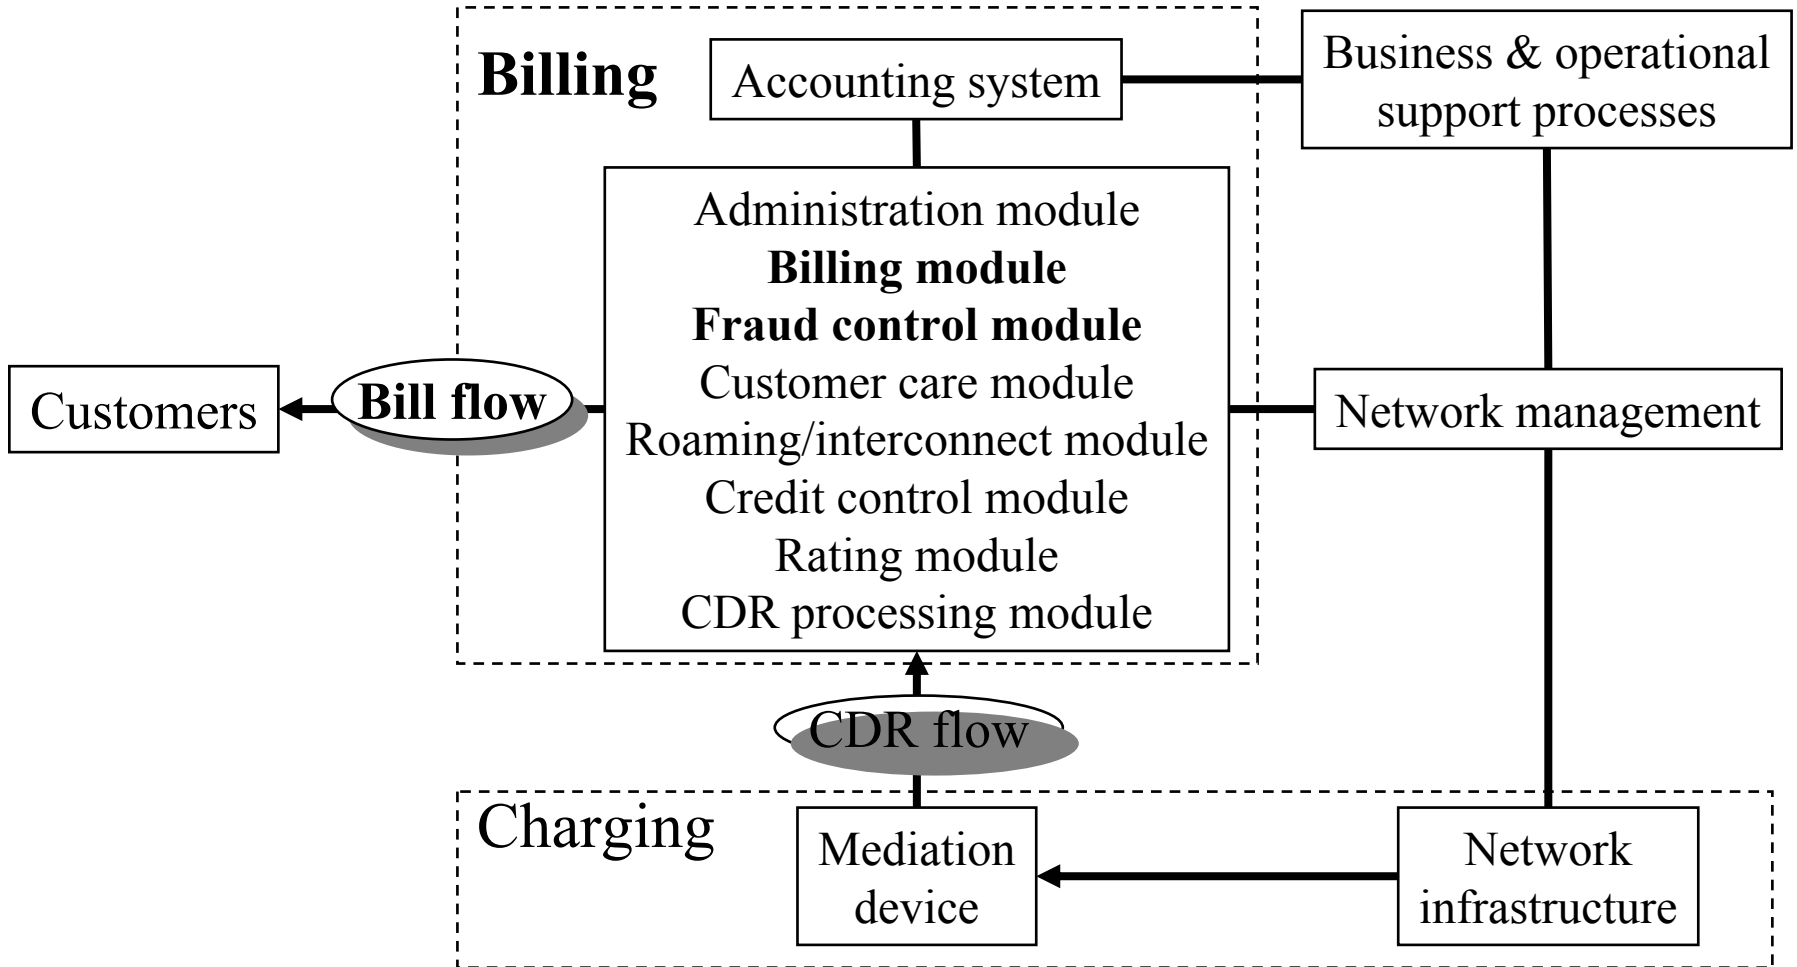 Billing
Accounting system
Business & operational
support processes
Administration module
Billing module
Fraud control module
Customer care module
Roaming/interconnect module
Credit control module
Rating module
CDR processing module
Customers
Bill flow
Network management
CDR flow
Charging
Mediation
device
Network
infrastructure